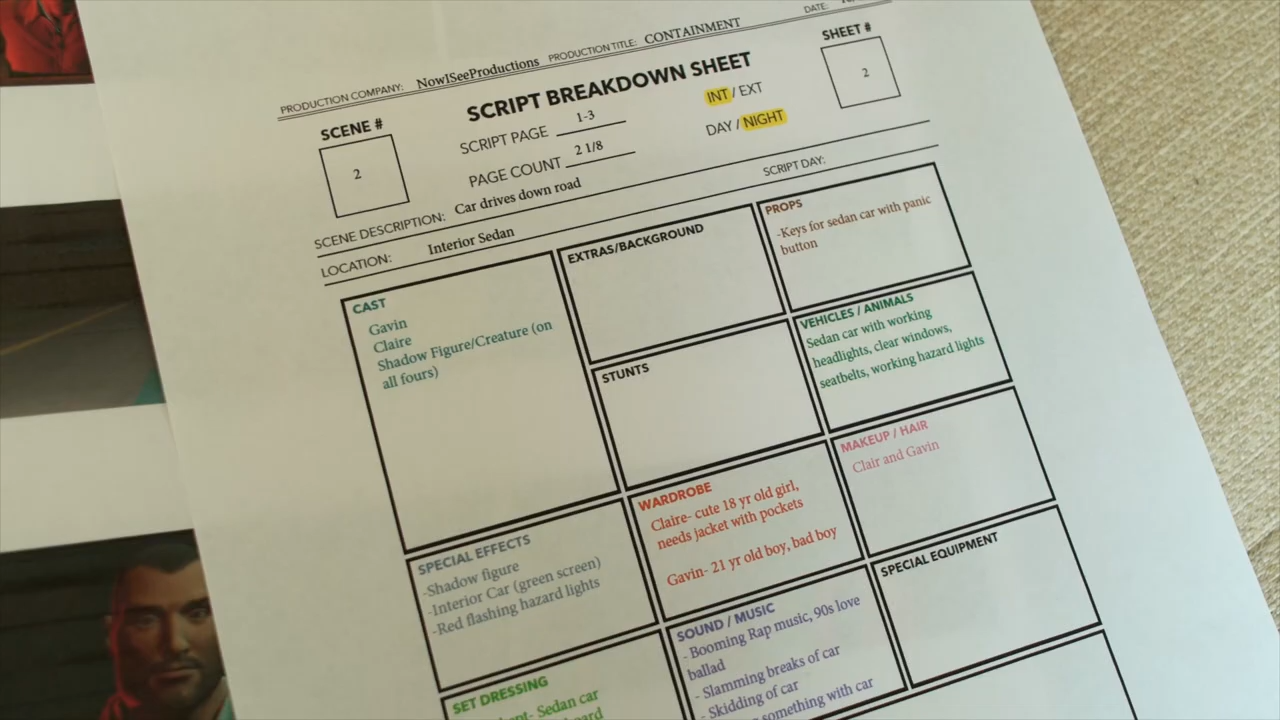 PRODUCTION COMPANY: NowISeeProductions PRODUCTION TITLE: CONTAINMENT DATE:
SCRIPT BREAKDOWN SHEET
SCENE #
2
SCRIPT PAGE 1-3
PAGE COUNT 2 1/8
INT / EXT
DAY / NIGHT
SHEET #
2
SCENE DESCRIPTION: Car drives down road
SCRIPT DAY:
LOCATION: Interior Sedan
CAST
Gavin
Claire
Shadow Figure/Creature (on
all fours)
EXTRAS/BACKGROUND
PROPS
-Keys for sedan car with panic
button
STUNTS
VEHICLES / ANIMALS
Sedan car with working
headlights, clear windows,
seatbelts, working hazard lights
SPECIAL EFFECTS
-Shadow figure
-Interior Car (green screen)
-Red flashing hazard lights
WARDROBE
Claire- cute 18 yr old girl,
needs jacket with pockets
Gavin- 21 yr old boy, bad boy
MAKEUP / HAIR
Clair and Gavin
SET DRESSING
- Sedan car
SOUND / MUSIC
- Booming Rap music, 90s love
ballad
- Slamming breaks of car
- Skidding of car
something with car
SPECIAL EQUIPMENT